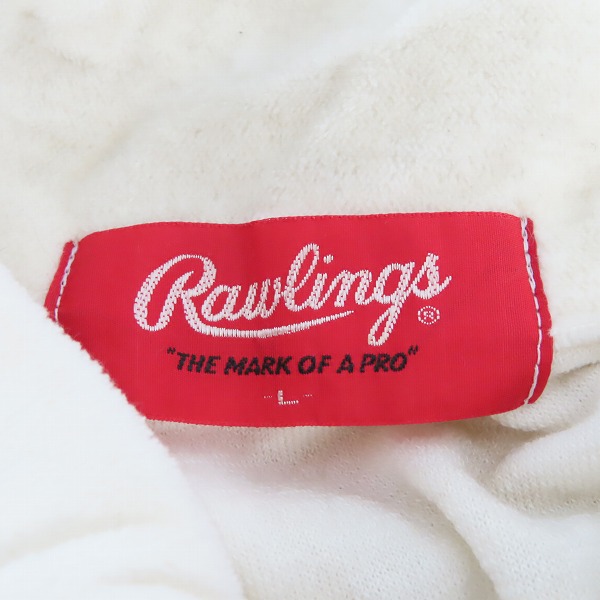 Rawlings ®
"THE MARK OF A PRO"
- L -